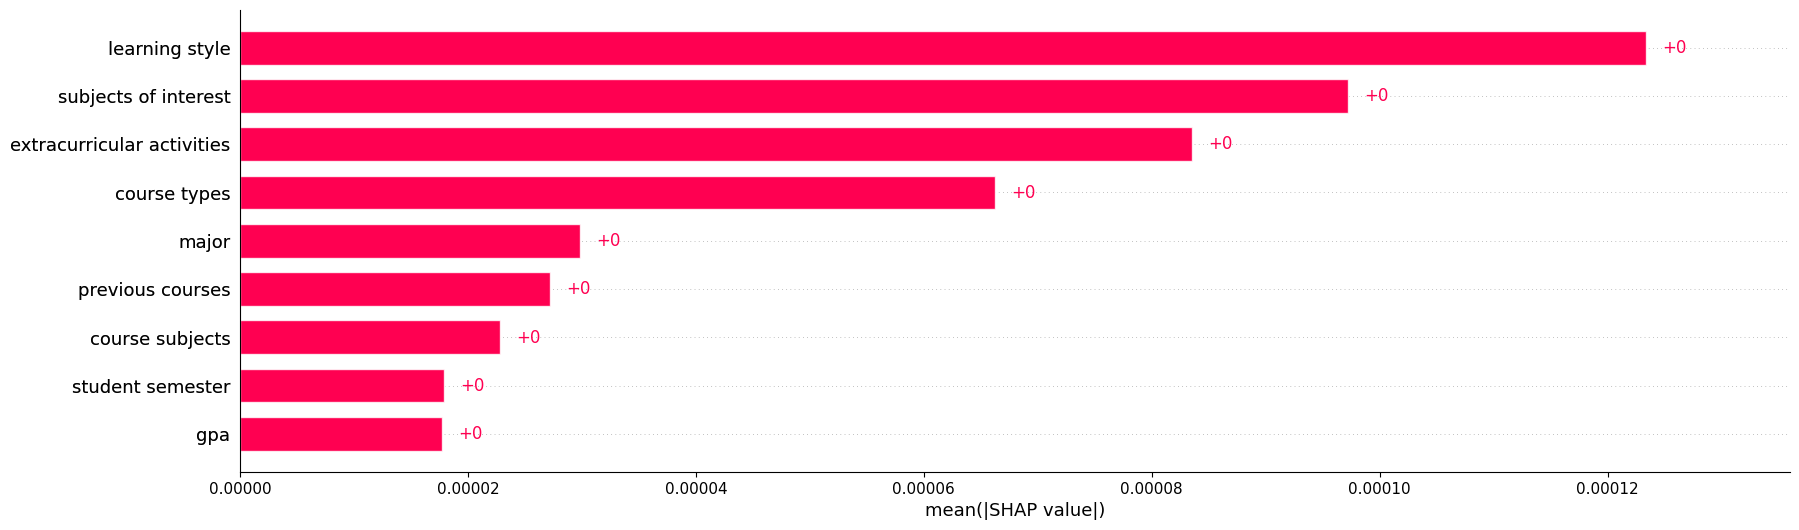 learning style +0
subjects of interest +0
extracurricular activities +0
course types +0
major +0
previous courses +0
course subjects +0
student semester +0
gpa +0
0.00000 0.00002 0.00004 0.00006 0.00008 0.00010 0.00012
mean(|SHAP value|)